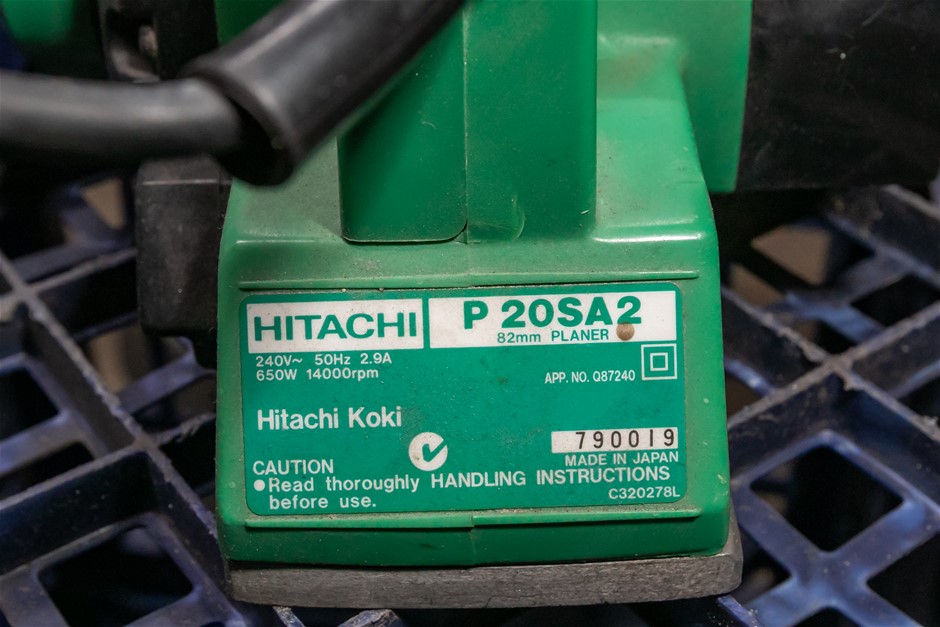 HITACHI
P 20SA2
82mm PLANER
240V~ 50Hz 2.9A
650W 14000rpm
APP. NO. Q87240
Hitachi Koki
790019
MADE IN JAPAN
CAUTION
●Read thoroughly HANDLING INSTRUCTIONS
before use.
C320278L